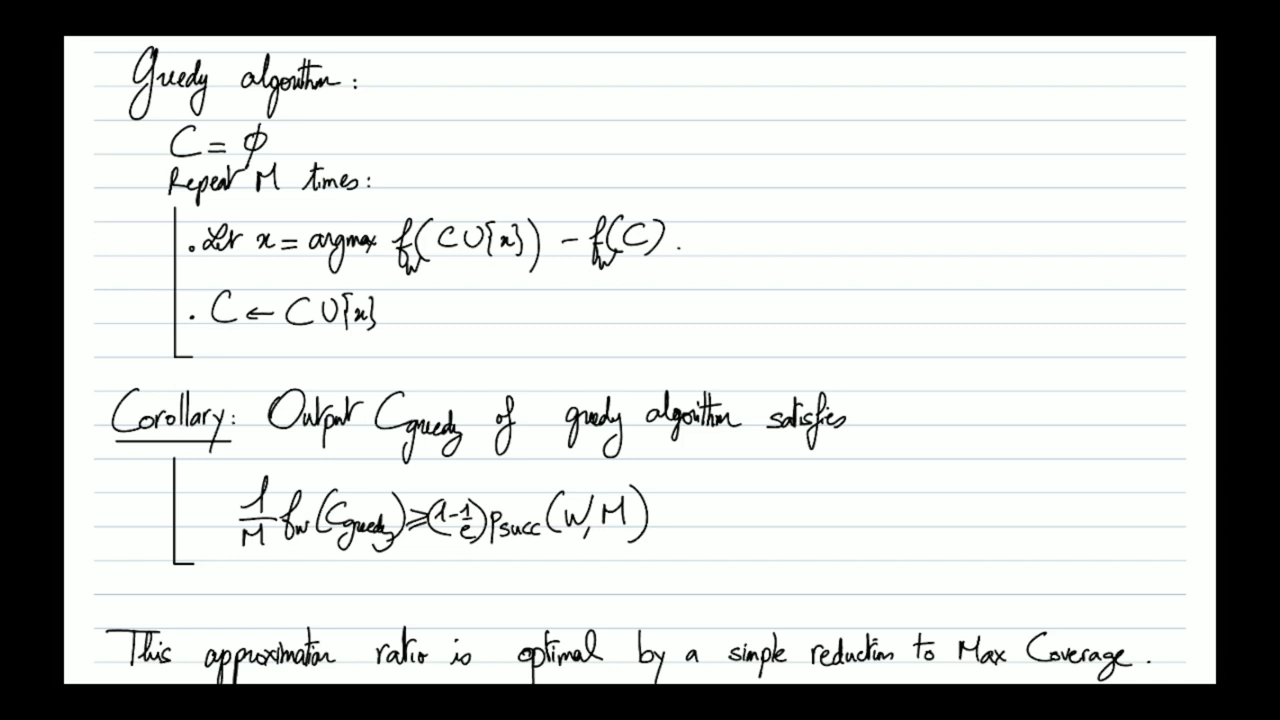 Greedy algorithm:
C = ϕ
Repeat M times:
. Let x = argmax f_W(C∪{x}) - f_W(C).
. C ← C∪{x}
Corollary: Output C_greedy of greedy algorithm satisfies
1/M f_W(C_greedy) ⩾ (1-1/e) P_succ(W,M)
This approximation ratio is optimal by a simple reduction to Max Coverage.